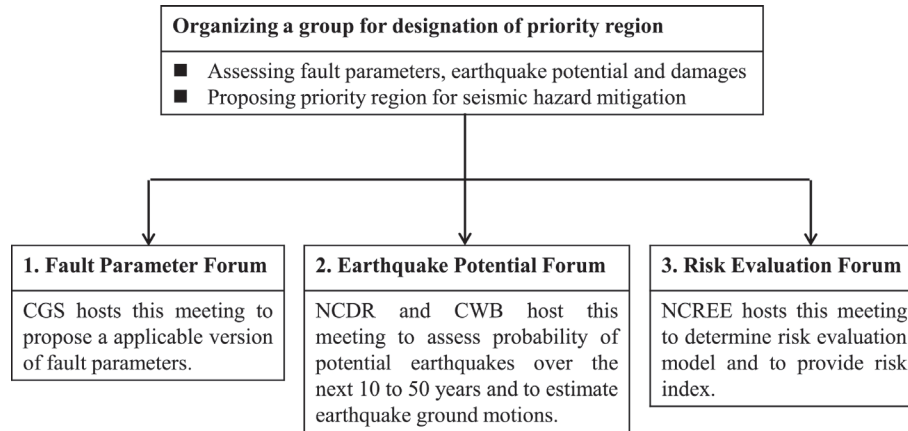 Organizing a group for designation of priority region
■ Assessing fault parameters, earthquake potential and damages
■ Proposing priority region for seismic hazard mitigation
1. Fault Parameter Forum
CGS hosts this meeting to
propose a applicable version
of fault parameters.
2. Earthquake Potential Forum
NCDR and CWB host this
meeting to assess probability of
potential earthquakes over the
next 10 to 50 years and to estimate
earthquake ground motions.
3. Risk Evaluation Forum
NCREE hosts this meeting
to determine risk evaluation
model and to provide risk
index.